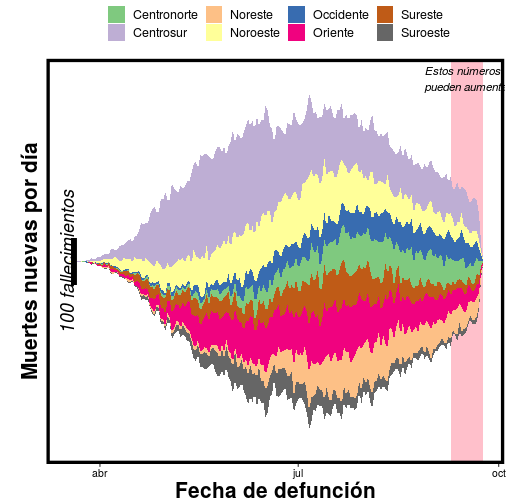 Centronorte Noreste Occidente Sureste
Centrosur Noroeste Oriente Suroeste
Estos números
pueden aument
Muertes nuevas por día
100 fallecimientos
abr jul oct
Fecha de defunción